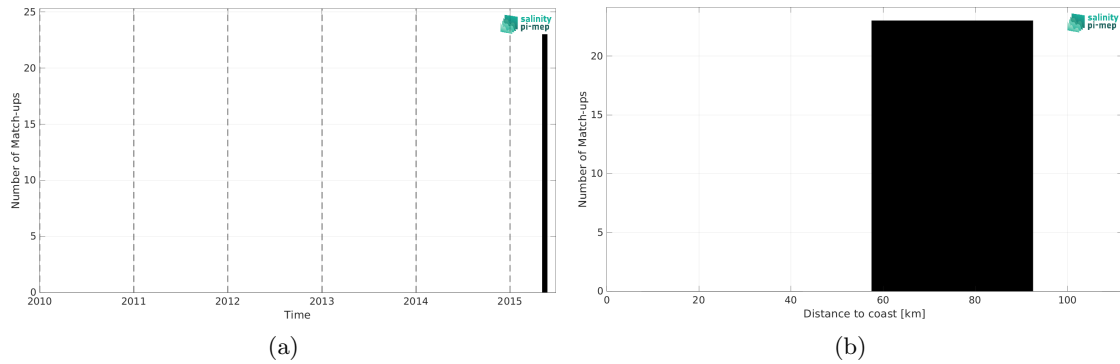 25
20
15
10
5
0
Number of Match-ups
2010 2011 2012 2013 2014 2015
Time
salinity
pi-mep
(a)
20
15
10
5
0
Number of Match-ups
0 20 40 60 80 100
Distance to coast [km]
salinity
pi-mep
(b)